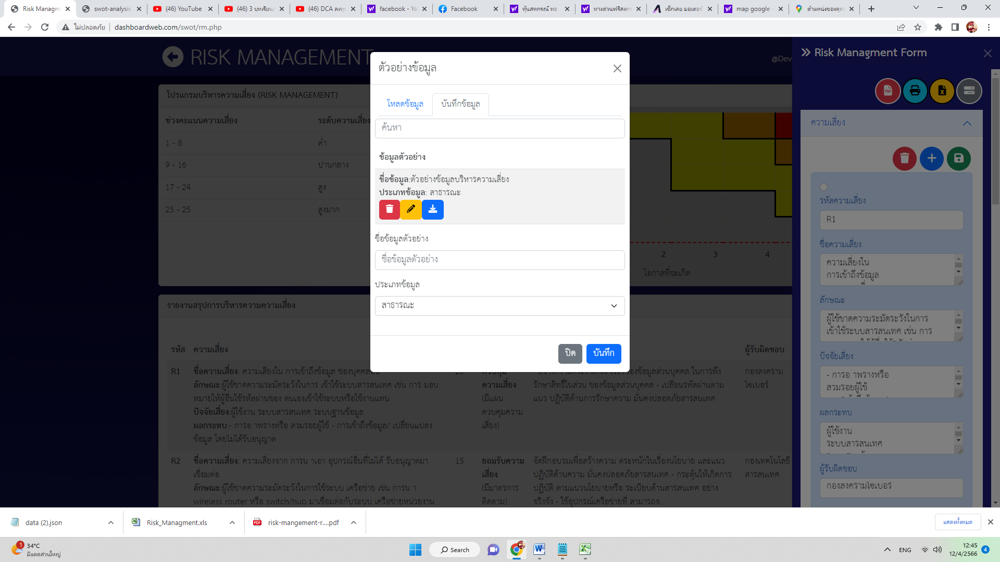 Risk Managm
swot-analysis
(46) YouTube
(46) 3 บทเรียน
(46) DCA ลงทุ
facebook - Ya
Facebook
หุ้นสหกรณ์ ทอ
ทางด่วนฟรีสงก
เช็กเลย มอเตอร์
map google -
ตำแหน่งของคุณ
ไม่ปลอดภัย
dashboardweb.com/swot/rm.php
RISK MANAGEMENT
@Dev
Risk Managment Form
โปรแกรมบริหารความเสี่ยง (RISK MANAGEMENT)
ช่วงคะแนนความเสี่ยง
ระดับความเสี่ยง
1 - 8
ต่ำ
9 - 16
ปานกลาง
17 - 24
สูง
25 - 25
สูงมาก
2
3
4
โอกาสที่จะเกิด
ตัวอย่างข้อมูล
โหลดข้อมูล
บันทึกข้อมูล
ค้นหา
ข้อมูลตัวอย่าง
ชื่อข้อมูล:ตัวอย่างข้อมูลบริหารความเสี่ยง
ประเภทข้อมูล: สาธารณะ
ชื่อข้อมูลตัวอย่าง
ชื่อข้อมูลตัวอย่าง
ประเภทข้อมูล
สาธารณะ
ปิด
บันทึก
PDF
ความเสี่ยง
รหัสความเสี่ยง
R1
ชื่อความเสี่ยง
ความเสี่ยงใน
การเข้าถึงข้อมูล
ลักษณะ
ผู้ใช้ขาดความระมัดระวังในการ
เข้าใช้ระบบสารสนเทศ เช่น การ
ปัจจัยเสี่ยง
- การอ าพรางหรือ
สวมรอยผู้ใช้
ผลกระทบ
ผู้ใช้งาน
ระบบสารสนเทศ
ผู้รับผิดชอบ
กองสงครามไซเบอร์
รายงานสรุปการบริหารความความเสี่ยง
รหัส
ความเสี่ยง
ผู้รับผิดชอบ
R1
ชื่อความเสี่ยง: ความเสี่ยงใน การเข้าถึงข้อมูล ของบุคคลอื่น
ลักษณะ:ผู้ใช้ขาดความระมัดระวังในการ เข้าใช้ระบบสารสนเทศ เช่น การ มอบ
หมายให้ผู้อื่นใช้รหัสผ่านของ ตนเองเข้าใช้ระบบหรือใช้งานแทน
ปัจจัยเสี่ยง:ผู้ใช้งาน ระบบสารสนเทศ ระบบฐานข้อมูล
ผลกระทบ:- การอ าพรางหรือ สวมรอยผู้ใช้ - การเข้าถึงข้อมูล/ เปลี่ยนแปลง
ข้อมูล โดยไม่ได้รับอนุญาต
20
ควบคุม
ความเสี่ยง
(มีแผน
ควบคุมความ
เสี่ยง)
- สร้างความตระหนักใน เรื่องของข้อมูลส่วนบุคคล ในการพึง
รักษาสิทธิ์ในส่วน ของข้อมูลส่วนบุคคล - เปลี่ยนรหัสผ่านตาม
แนว ปฏิบัติด้านการรักษาความ มั่นคงปลอดภัยสารสนเทศ
กองสงคราม
ไซเบอร์
R2
ชื่อความเสี่ยง: ความเสี่ยงจาก การน าเอา อุปกรณ์อื่นที่ไม่ได้ รับอนุญาตมา
เชื่อมต่อ
ลักษณะ:ผู้ใช้ขาดความระมัดระวังในการใช้ระบบ เครือข่าย เช่น การน า
wireless router หรือ switch/hub มาเชื่อมต่อกับระบบ เครือข่ายหน่วยงาน
15
ยอมรับความ
เสี่ยง
(มีมาตรการ
ติดตาม)
จัดฝึกอบรมเพื่อสร้างความ ตระหนักในเรื่องนโยบาย และแนว
ปฏิบัติด้านความ มั่นคงปลอดภัยสารสนเทศ - กระตุ้นให้เกิดการ
ปฏิบัติ ตามแนวนโยบายหรือ ระเบียบด้านสารสนเทศ อย่าง
จริงจัง - ใช้อุปกรณ์เครือข่ายที่ สามารถจ
กองเทคโนโลยี
สารสนเทศ
data (2).json
Risk_Managment.xls
risk-mangement-r....pdf
แสดงทั้งหมด
1
34°C
มีแดดส่วนใหญ่
Search
ENG
12:45
12/4/2566
4